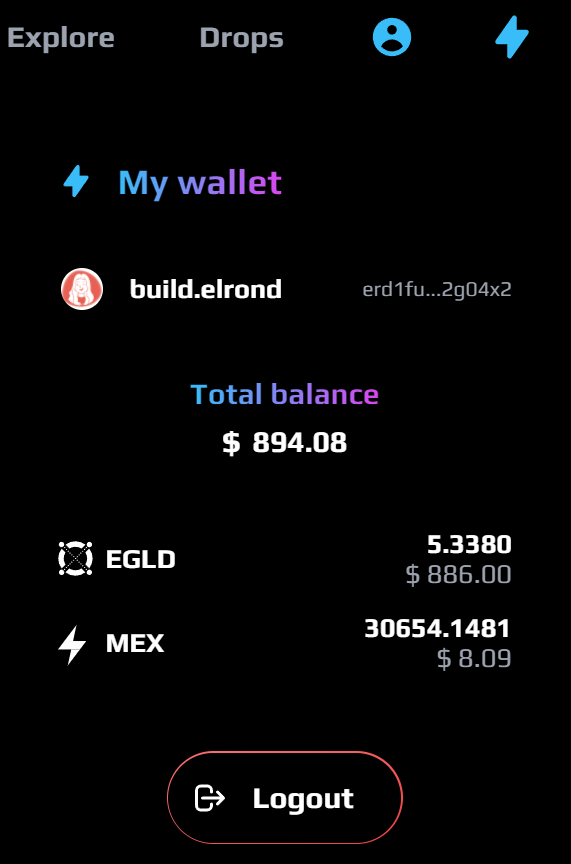 Explore Drops
My wallet
build.elrond erd1fu...2g04x2
Total balance
$ 894.08
EGLD 5.3380
$ 886.00
MEX 30654.1481
$ 8.09
Logout